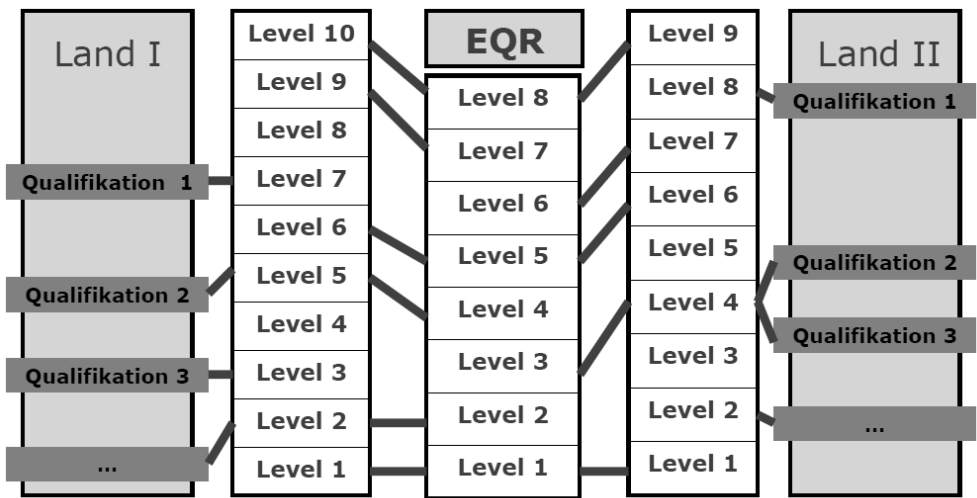 Land I
Qualifikation 1
Qualifikation 2
Qualifikation 3
...
Level 10
Level 9
Level 8
Level 7
Level 6
Level 5
Level 4
Level 3
Level 2
Level 1
EQR
Level 8
Level 7
Level 6
Level 5
Level 4
Level 3
Level 2
Level 1
Level 9
Level 8
Level 7
Level 6
Level 5
Level 4
Level 3
Level 2
Level 1
Land II
Qualifikation 1
Qualifikation 2
Qualifikation 3
...